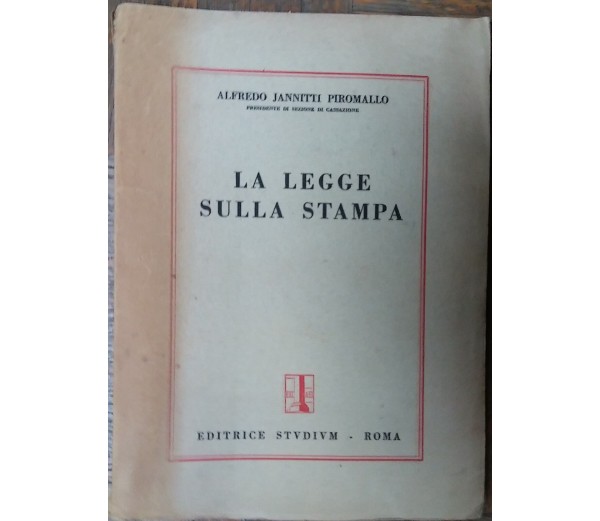 ALFREDO JANNITTI PIROMALLO
PRESIDENTE DI SEZIONE DI CASSAZIONE
LA LEGGE
SULLA STAMPA
EDITRICE STVDIVM - ROMA